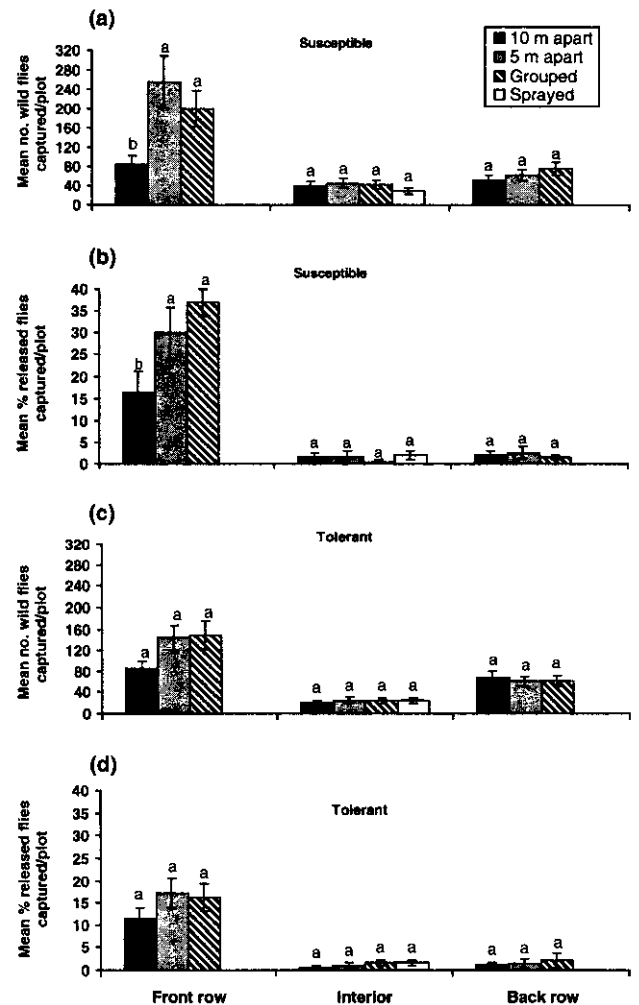 (a)
Susceptible
10 m apart
5 m apart
Grouped
Sprayed
Mean no. wild flies
captured/plot
320
280
240
200
160
120
80
40
0
b
a
a
a
a
a
a
a
a
a
(b)
Susceptible
Mean % released flies
captured/plot
40
35
30
25
20
15
10
5
0
b
a
a
a
a
a
a
a
a
a
(c)
Tolerant
Mean no. wild flies
captured/plot
320
280
240
200
160
120
80
40
0
a
a
a
a
a
a
a
a
a
a
(d)
Tolerant
Mean % released flies
captured/plot
40
35
30
25
20
15
10
5
0
a
a
a
a
a
a
a
a
a
a
Front row
Interior
Back row